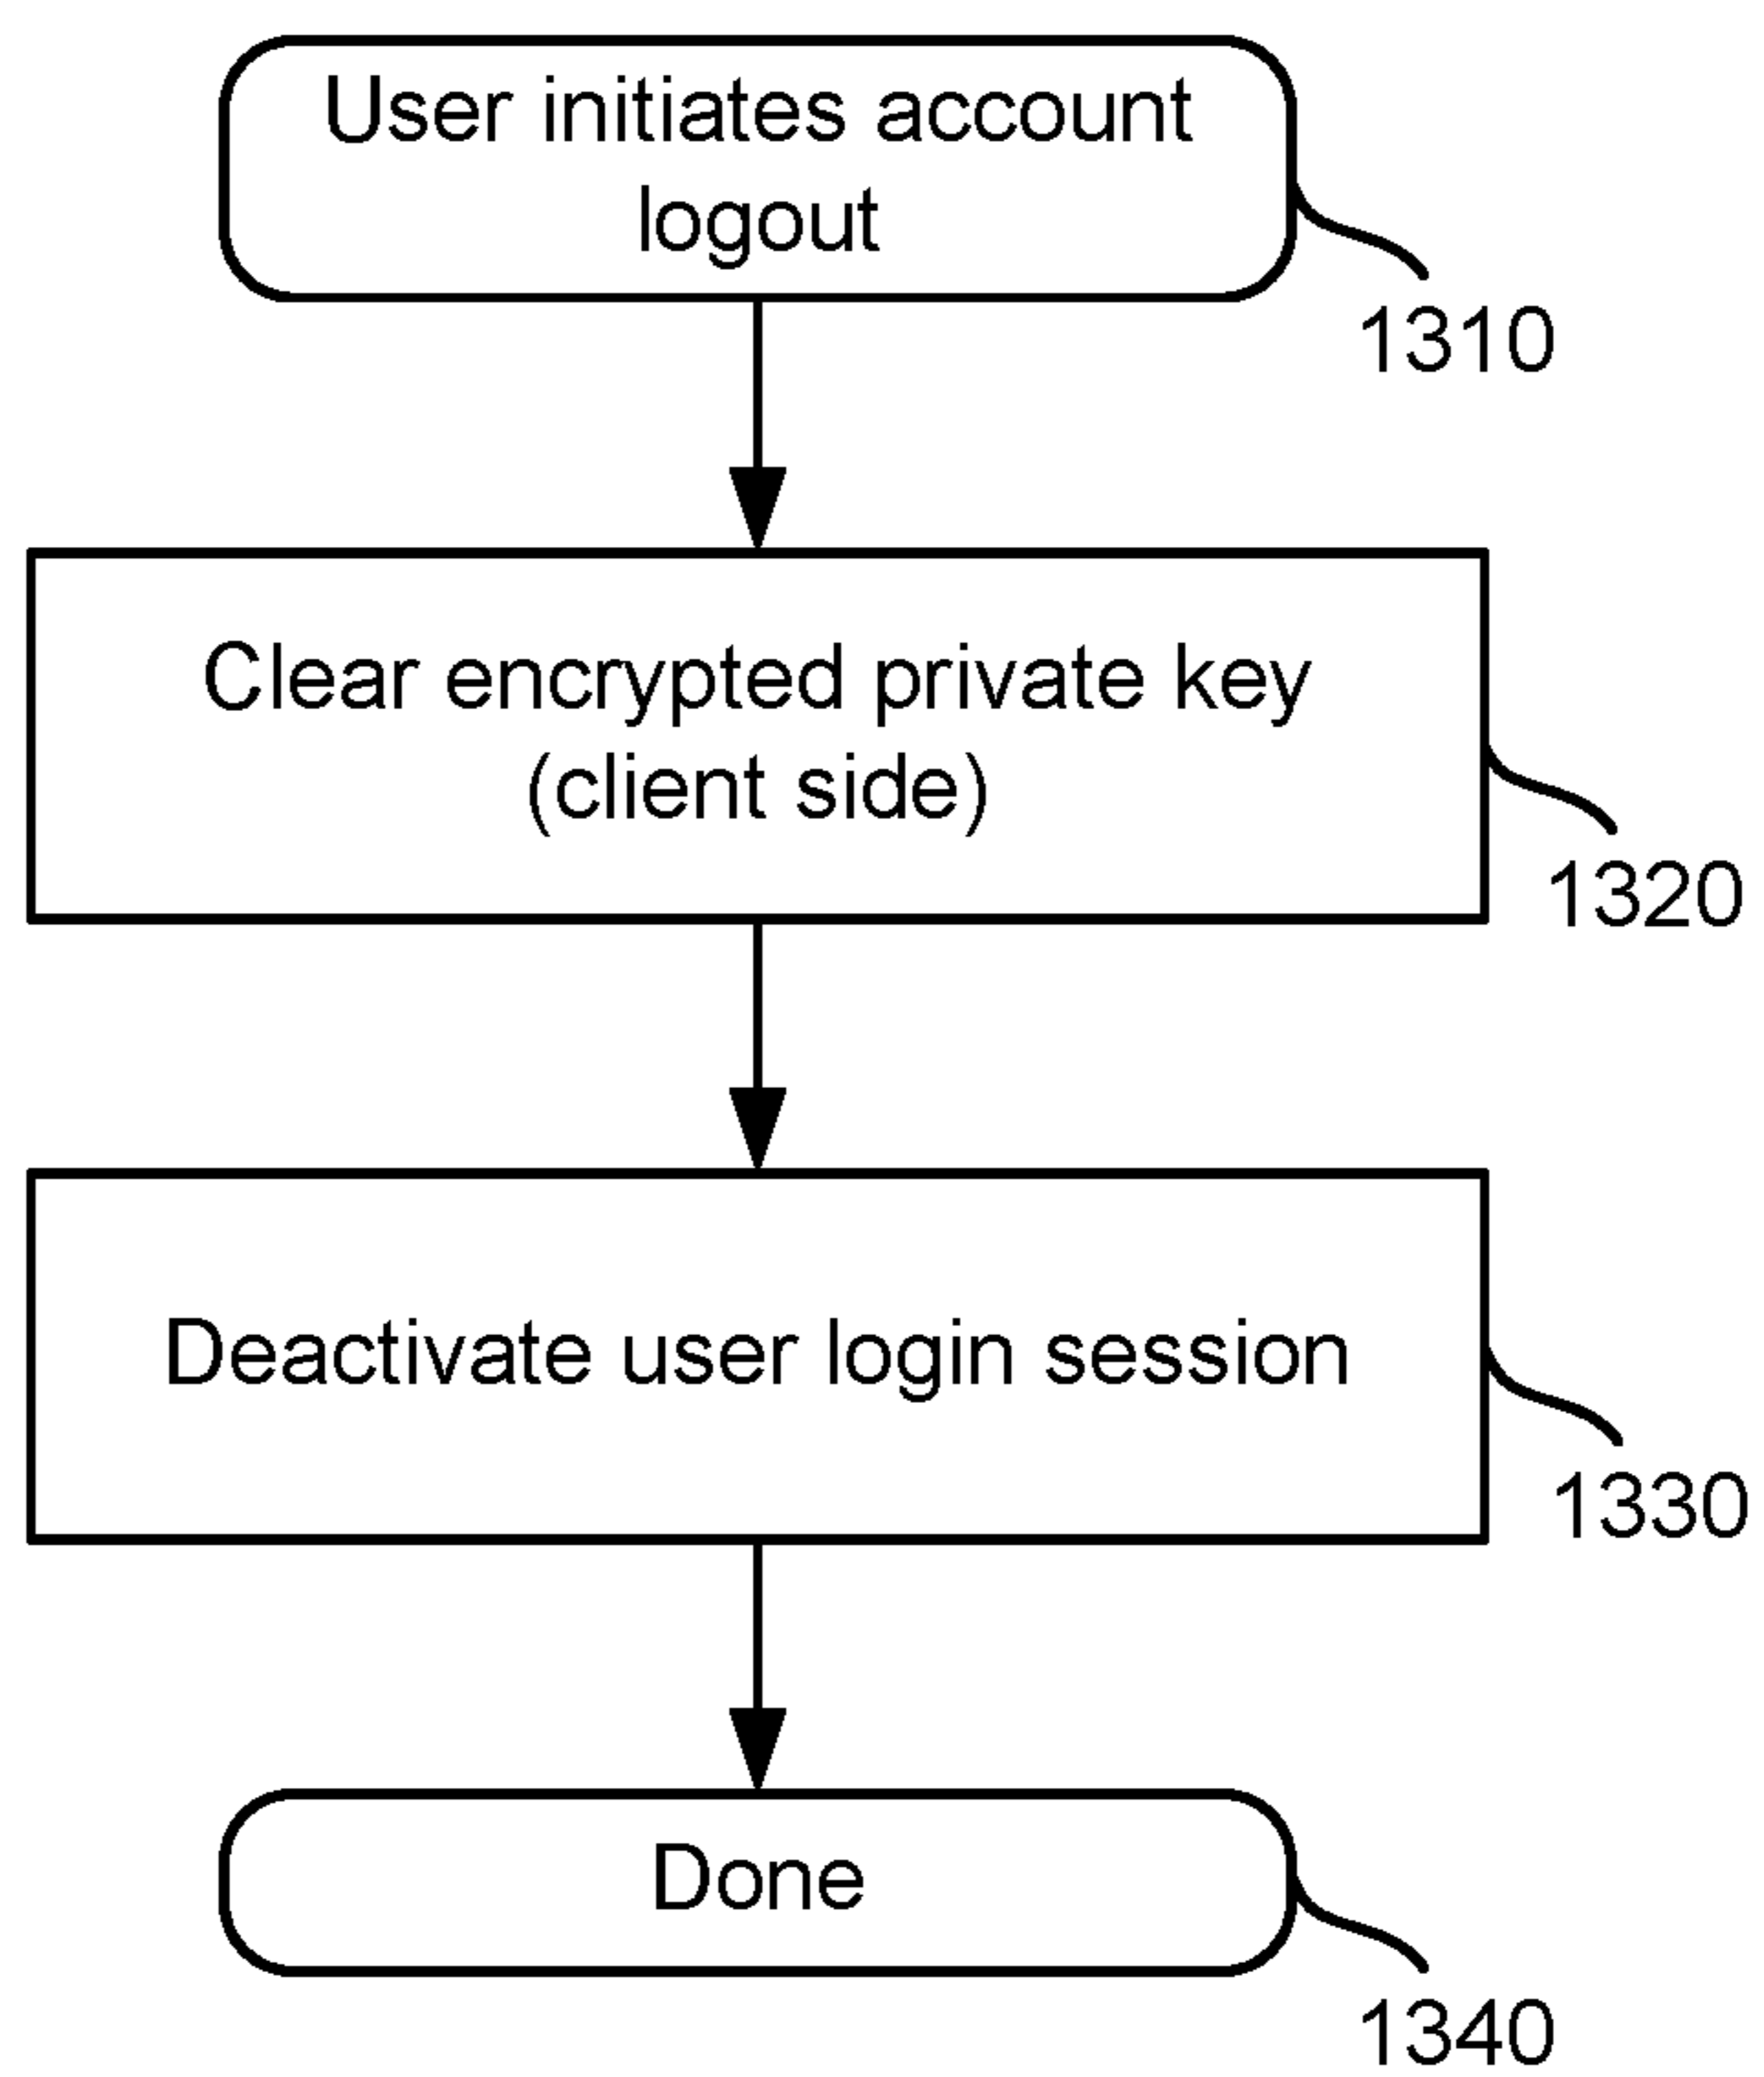 User initiates account
logout
1310
Clear encrypted private key
(client side)
1320
Deactivate user login session
1330
Done
1340